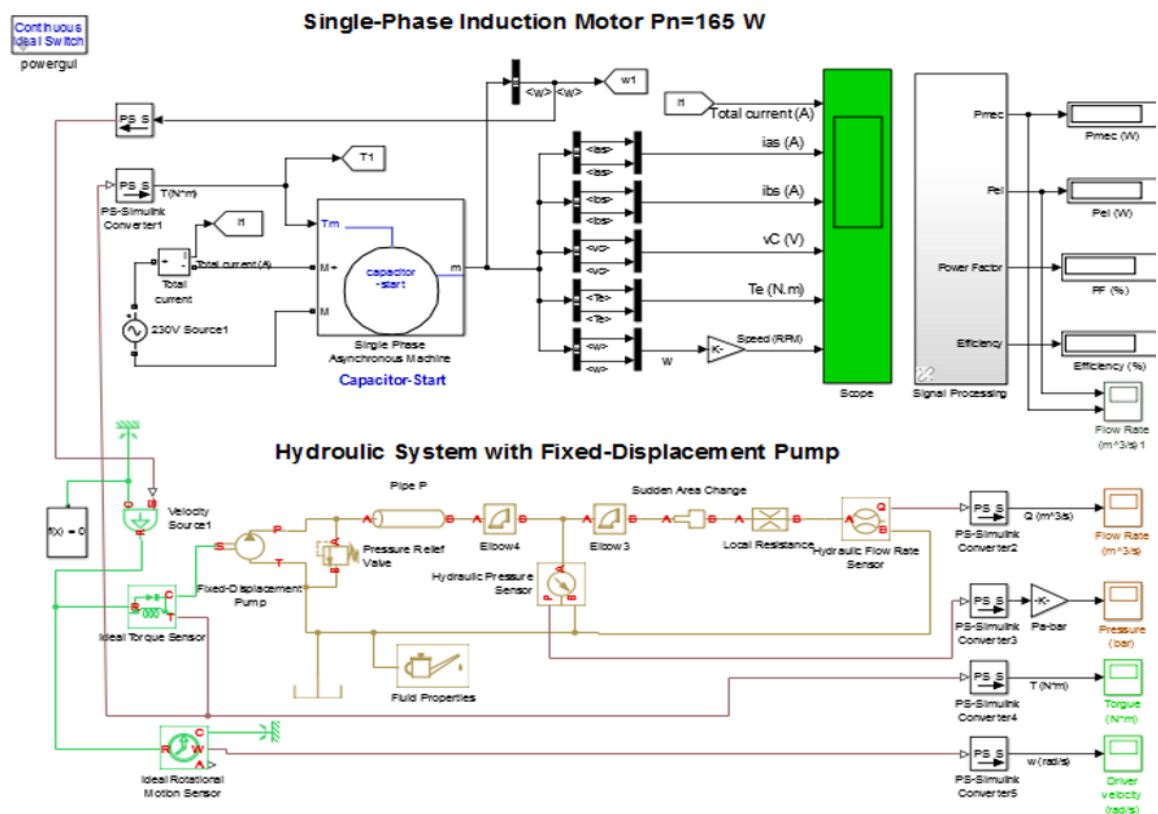 Single-Phase Induction Motor Pn=165 W
Continuous
Ideal Switch
powergui
<w> <w>
w1
I1
Total current (A)
PS S
T1
PS S
T(N*m)
PS-Simulink
Converter1
I1
Total current (A)
+
-
I
Total
current
230V Source1
Tm
M+
M
m
capacitor
-start
Single Phase
Asynchronous Machine
Capacitor-Start
<Ias>
<Ias>
ias (A)
<Ibs>
<Ibs>
ibs (A)
<vc>
<vc>
vC (V)
<Te>
<Te>
Te (N.m)
<w>
<w>
W
K-
Speed (RPM)
Scope
Pmec
Pel
Power Factor
Efficiency
Signal Processing
Pmec (W)
Pel (W)
PF (%)
Efficiency (%)
Flow Rate
(m^3/s)1
Hydroulic System with Fixed-Displacement Pump
f(x) = 0
C
S
R
Velocity
Source1
S
P
T
Fixed-Displacement
Pump
A
B
Pressure Relief
Valve
Pipe P
A
B
A
B
Elbow4
A
B
Elbow3
Sudden Area Change
A
B
A
B
Local Resistance
A
Q
B
Hydraulic Flow Rate
Sensor
Hydraulic Pressure
Sensor
A
P
B
R
C
T
Ideal Torque Sensor
Fluid Properties
R
C
W
A
Ideal Rotational
Motion Sensor
PS S
Q (m^3/s)
PS-Simulink
Converter2
Flow Rate
(m^3/s)
PS S
PS-Simulink
Converter3
-K-
Pa-bar
Pressure
(bar)
PS S
T (N*m)
PS-Simulink
Converter4
Torgue
(N*m)
PS S
w (rad/s)
PS-Simulink
Converter5
Driver
velocity
(rad/s)